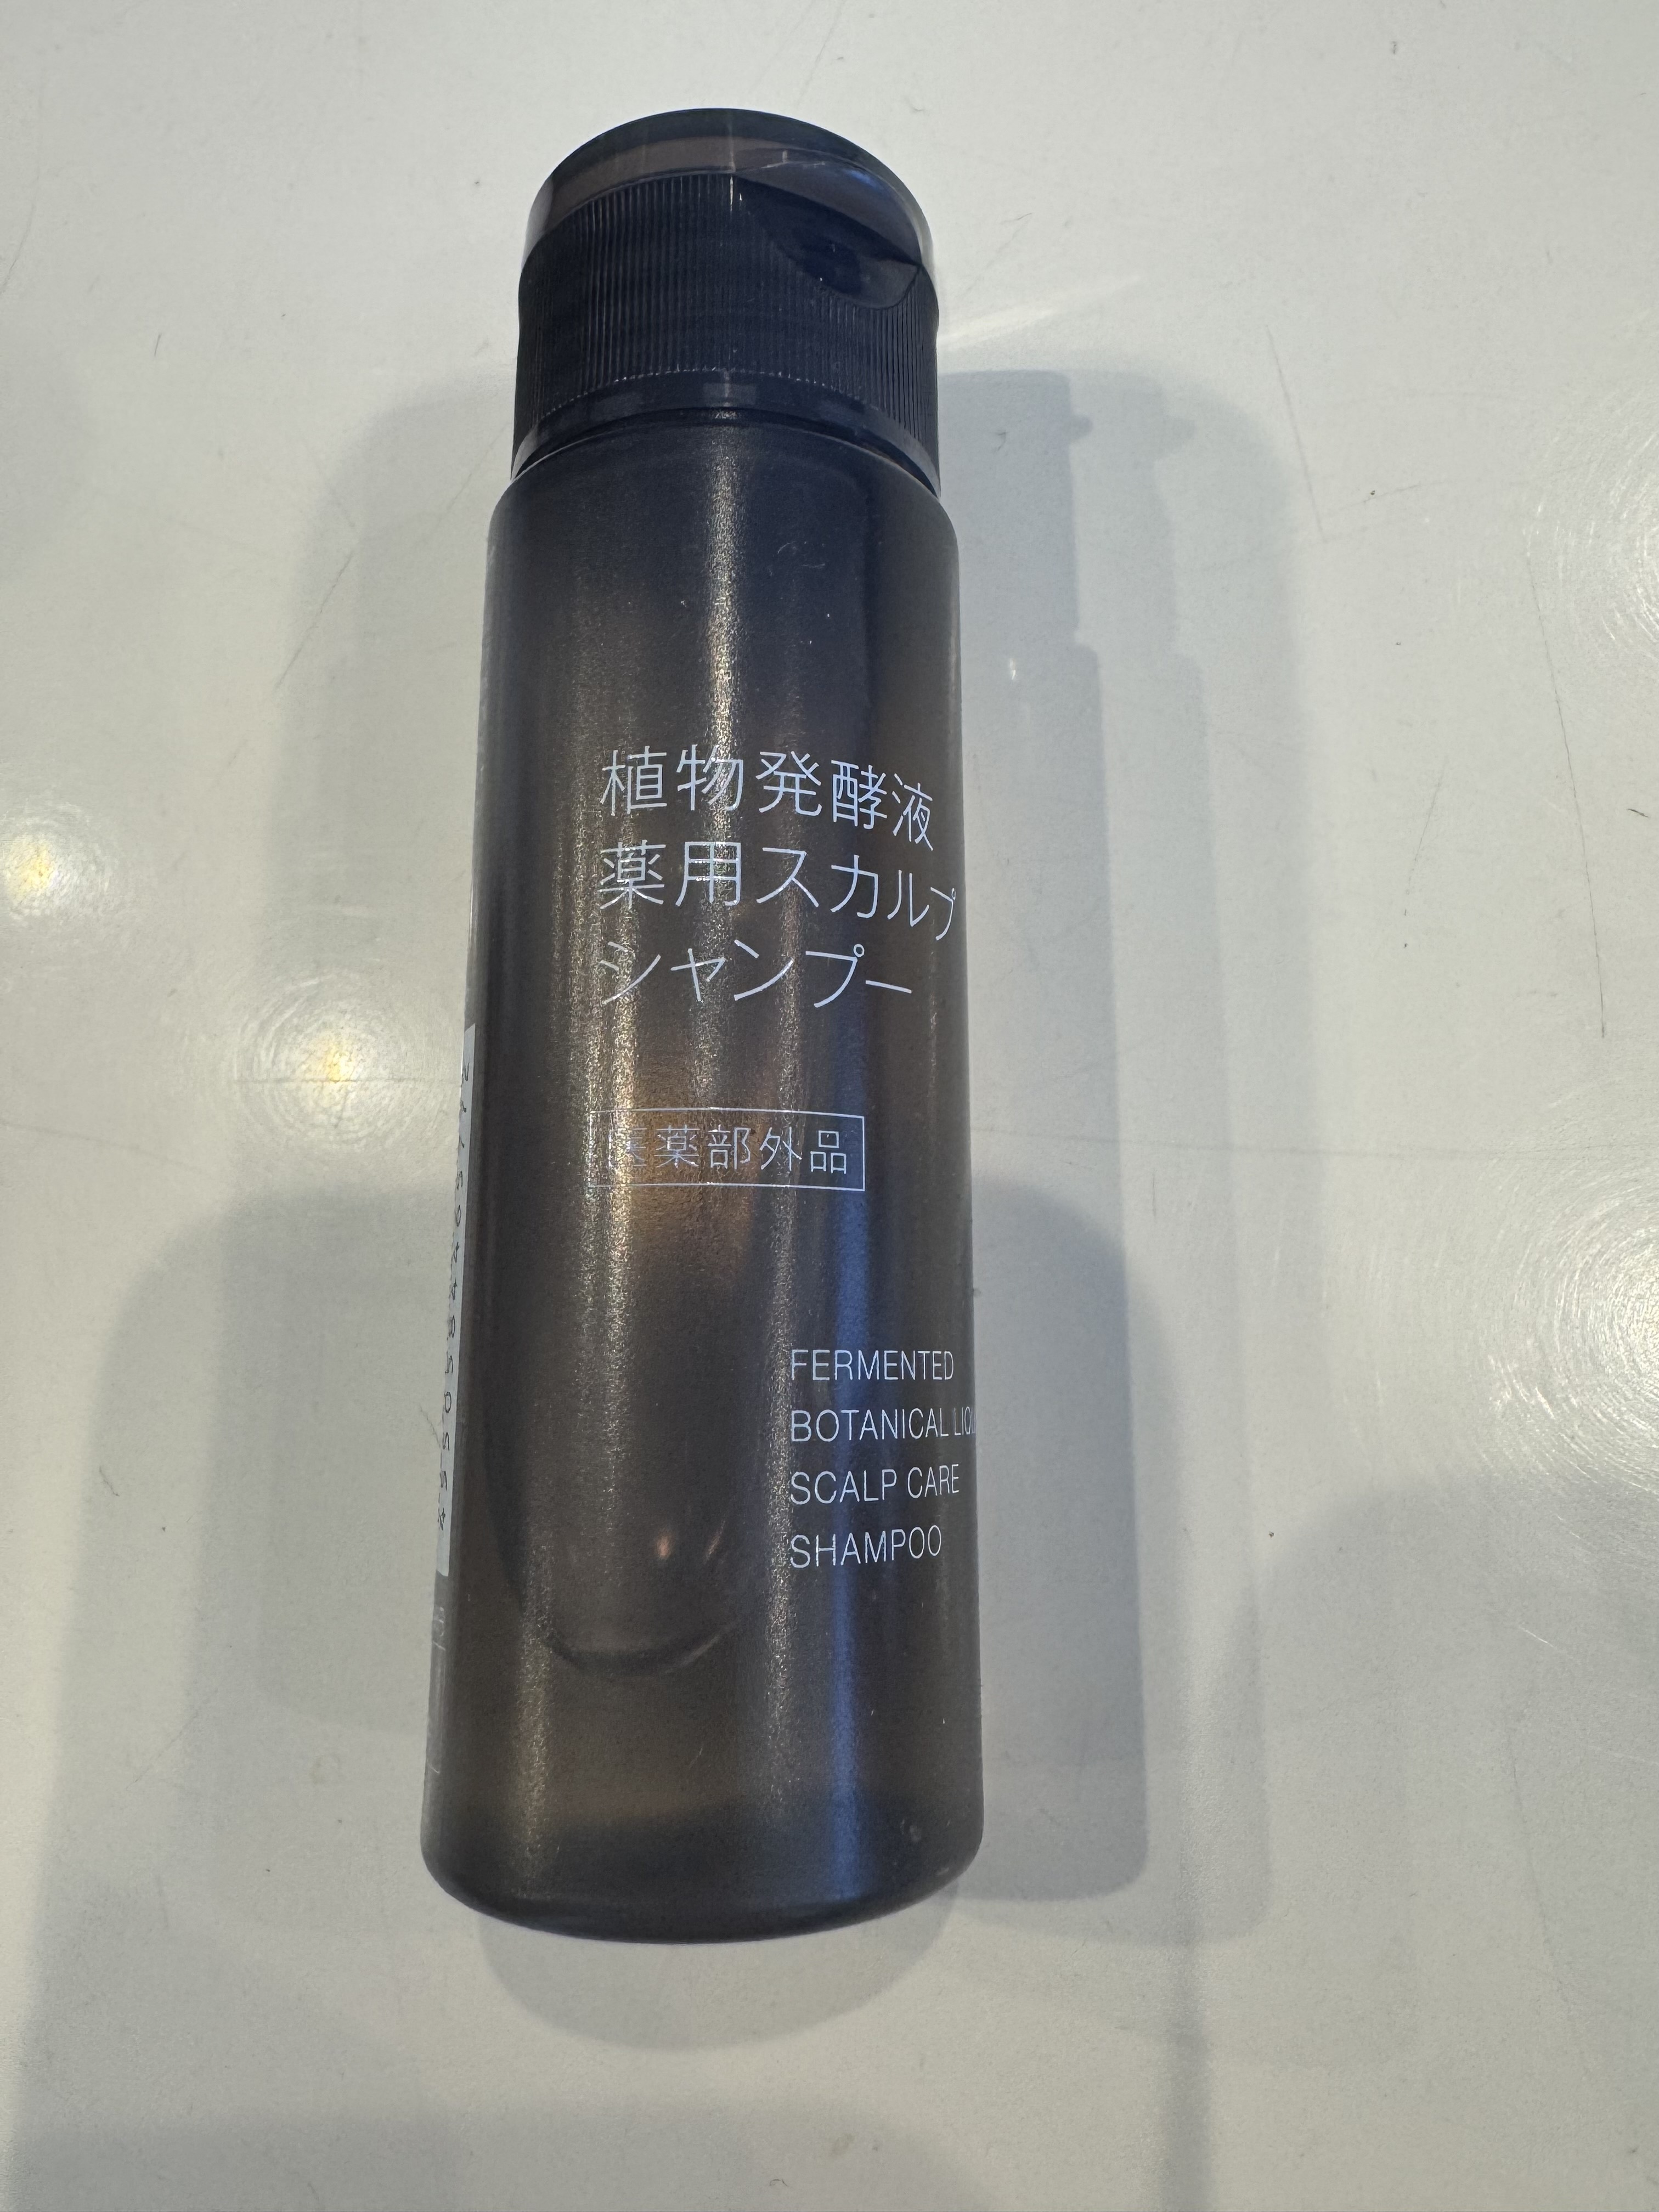 植物発酵液
薬用スカルプ
シャンプー
医薬部外品
FERMENTED
BOTANICAL
SCALP CARE
SHAMPOO